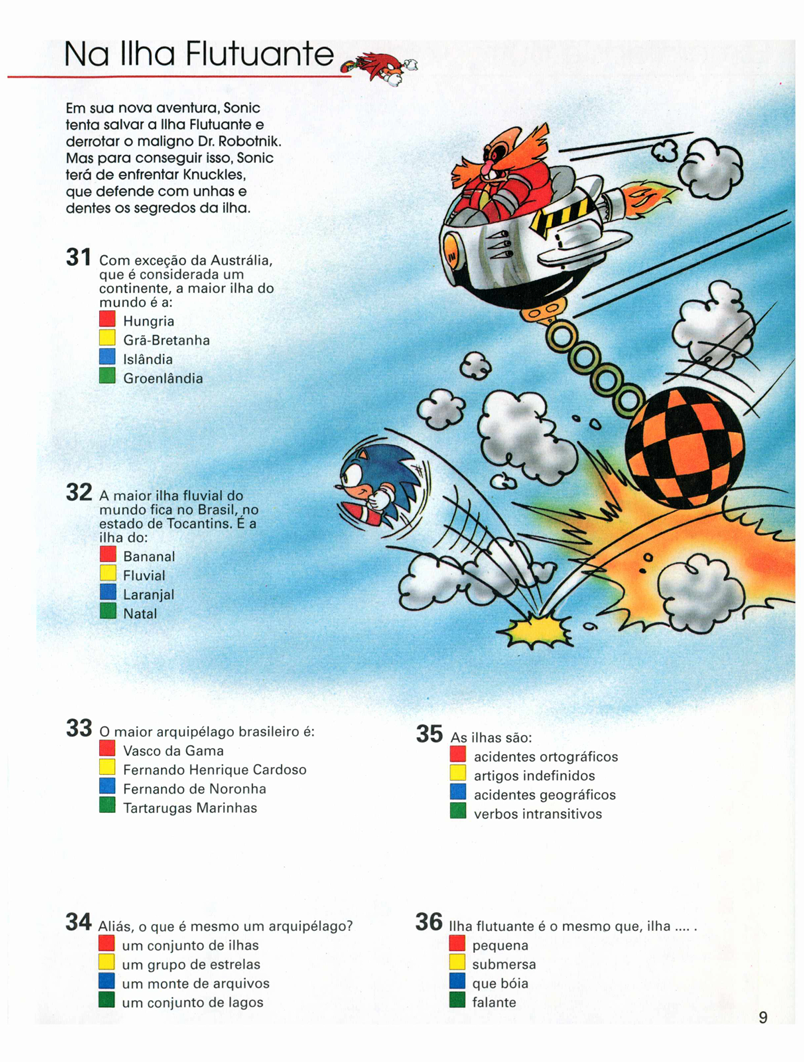 Na Ilha Flutuante
Em sua nova aventura, Sonic
tenta salvar a Ilha Flutuante e
derrotar o maligno Dr. Robotnik.
Mas para conseguir isso, Sonic
terá de enfrentar Knuckles,
que defende com unhas e
dentes os segredos da ilha.
31 Com exceção da Austrália,
que é considerada um
continente, a maior ilha do
mundo é a:
Hungria
Grã-Bretanha
Islândia
Groenlândia
32 A maior ilha fluvial do
mundo fica no Brasil, no
estado de Tocantins. É a
ilha do:
Bananal
Fluvial
Laranjal
Natal
33 O maior arquipélago brasileiro é:
Vasco da Gama
Fernando Henrique Cardoso
Fernando de Noronha
Tartarugas Marinhas
34 Aliás, o que é mesmo um arquipélago?
um conjunto de ilhas
um grupo de estrelas
um monte de arquivos
um conjunto de lagos
35 As ilhas são:
acidentes ortográficos
artigos indefinidos
acidentes geográficos
verbos intransitivos
36 Ilha flutuante é o mesmo que, ilha .... .
pequena
submersa
que bóia
falante
9